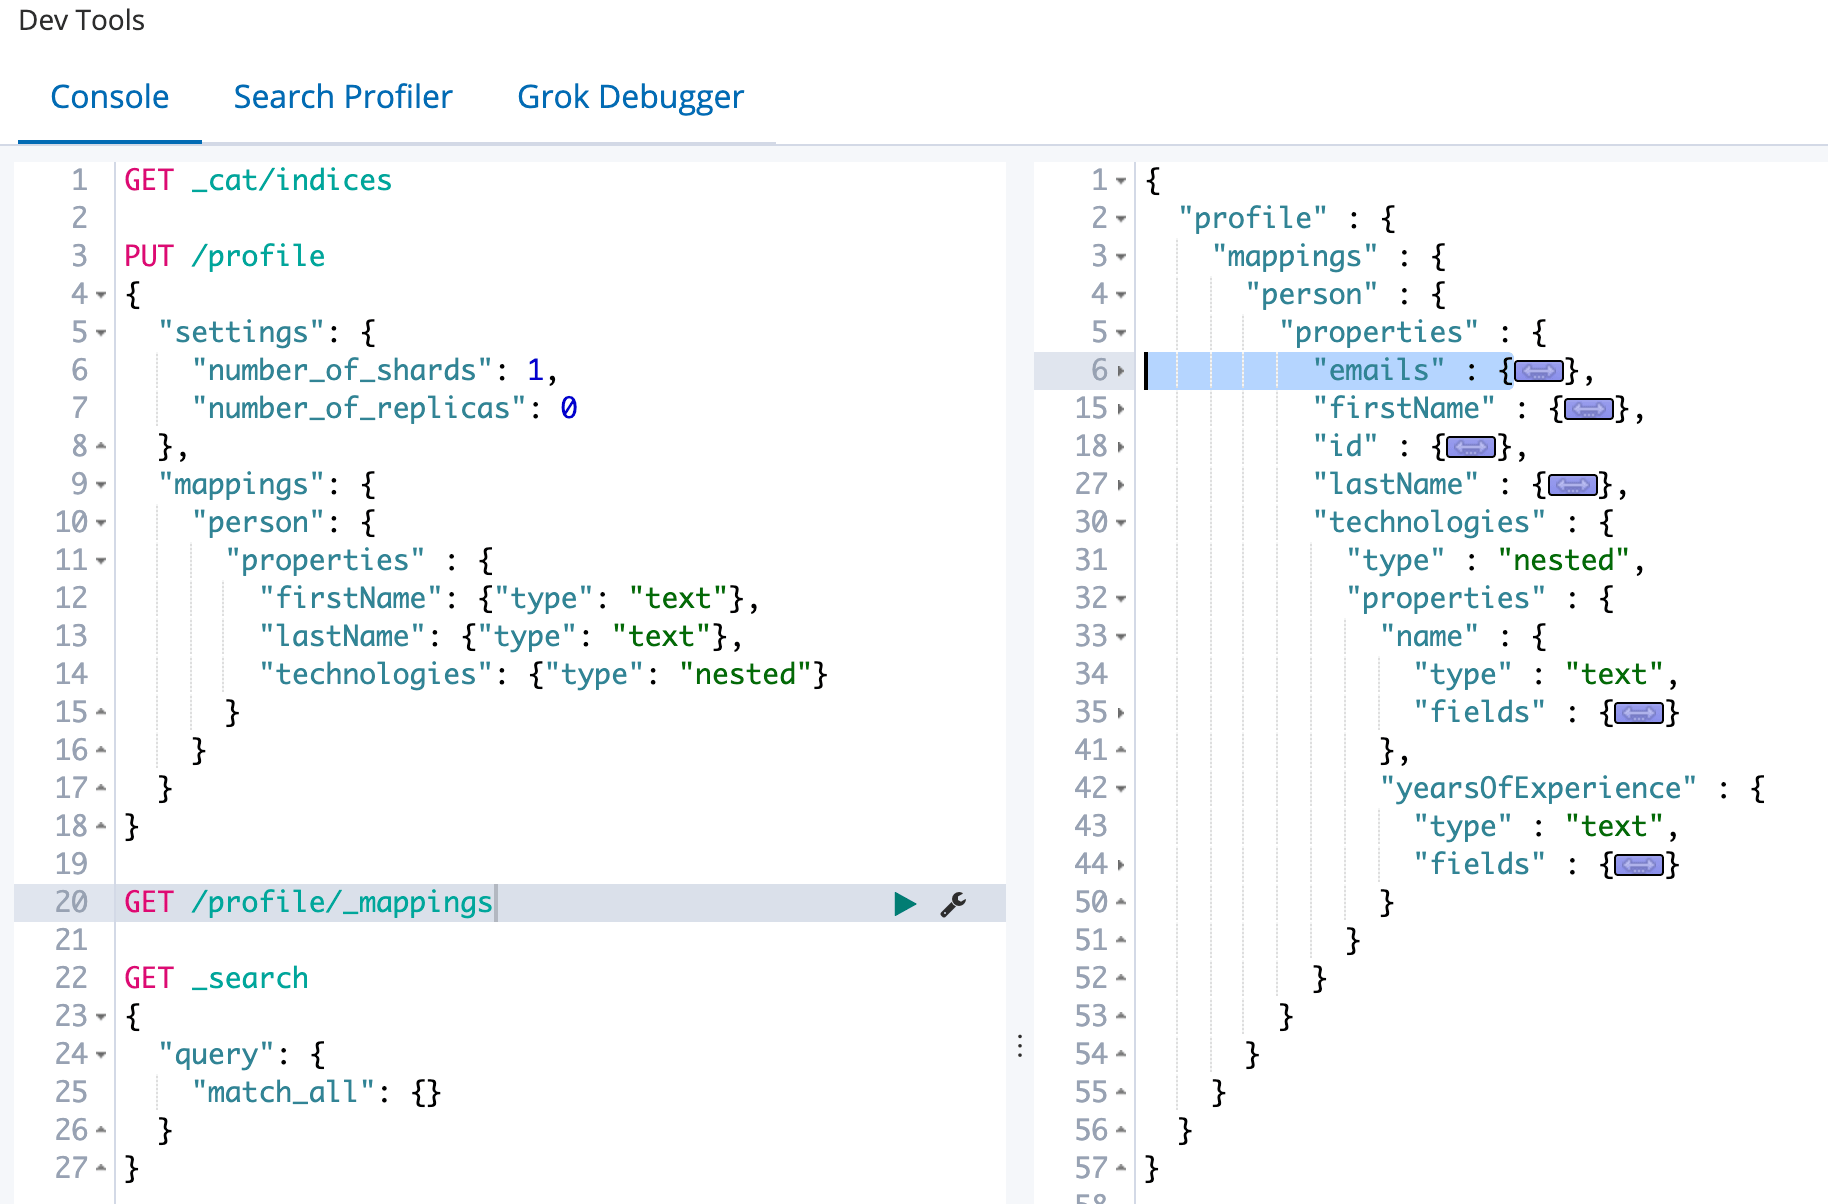 Dev Tools
Console Search Profiler Grok Debugger
1 GET _cat/indices
2
3 PUT /profile
4 {
5 "settings": {
6 "number_of_shards": 1,
7 "number_of_replicas": 0
8 },
9 "mappings": {
10 "person": {
11 "properties" : {
12 "firstName": {"type": "text"},
13 "lastName": {"type": "text"},
14 "technologies": {"type": "nested"}
15 }
16 }
17 }
18 }
19
20 GET /profile/_mappings
21
22 GET _search
23 {
24 "query": {
25 "match_all": {}
26 }
27 }
1 {
2 "profile" : {
3 "mappings" : {
4 "person" : {
5 "properties" : {
6 "emails" : {},
15 "firstName" : {},
18 "id" : {},
27 "lastName" : {},
30 "technologies" : {
31 "type" : "nested",
32 "properties" : {
33 "name" : {
34 "type" : "text",
35 "fields" : {}
41 },
42 "yearsOfExperience" : {
43 "type" : "text",
44 "fields" : {}
50 }
51 }
52 }
53 }
54 }
55 }
56 }
57 }
58